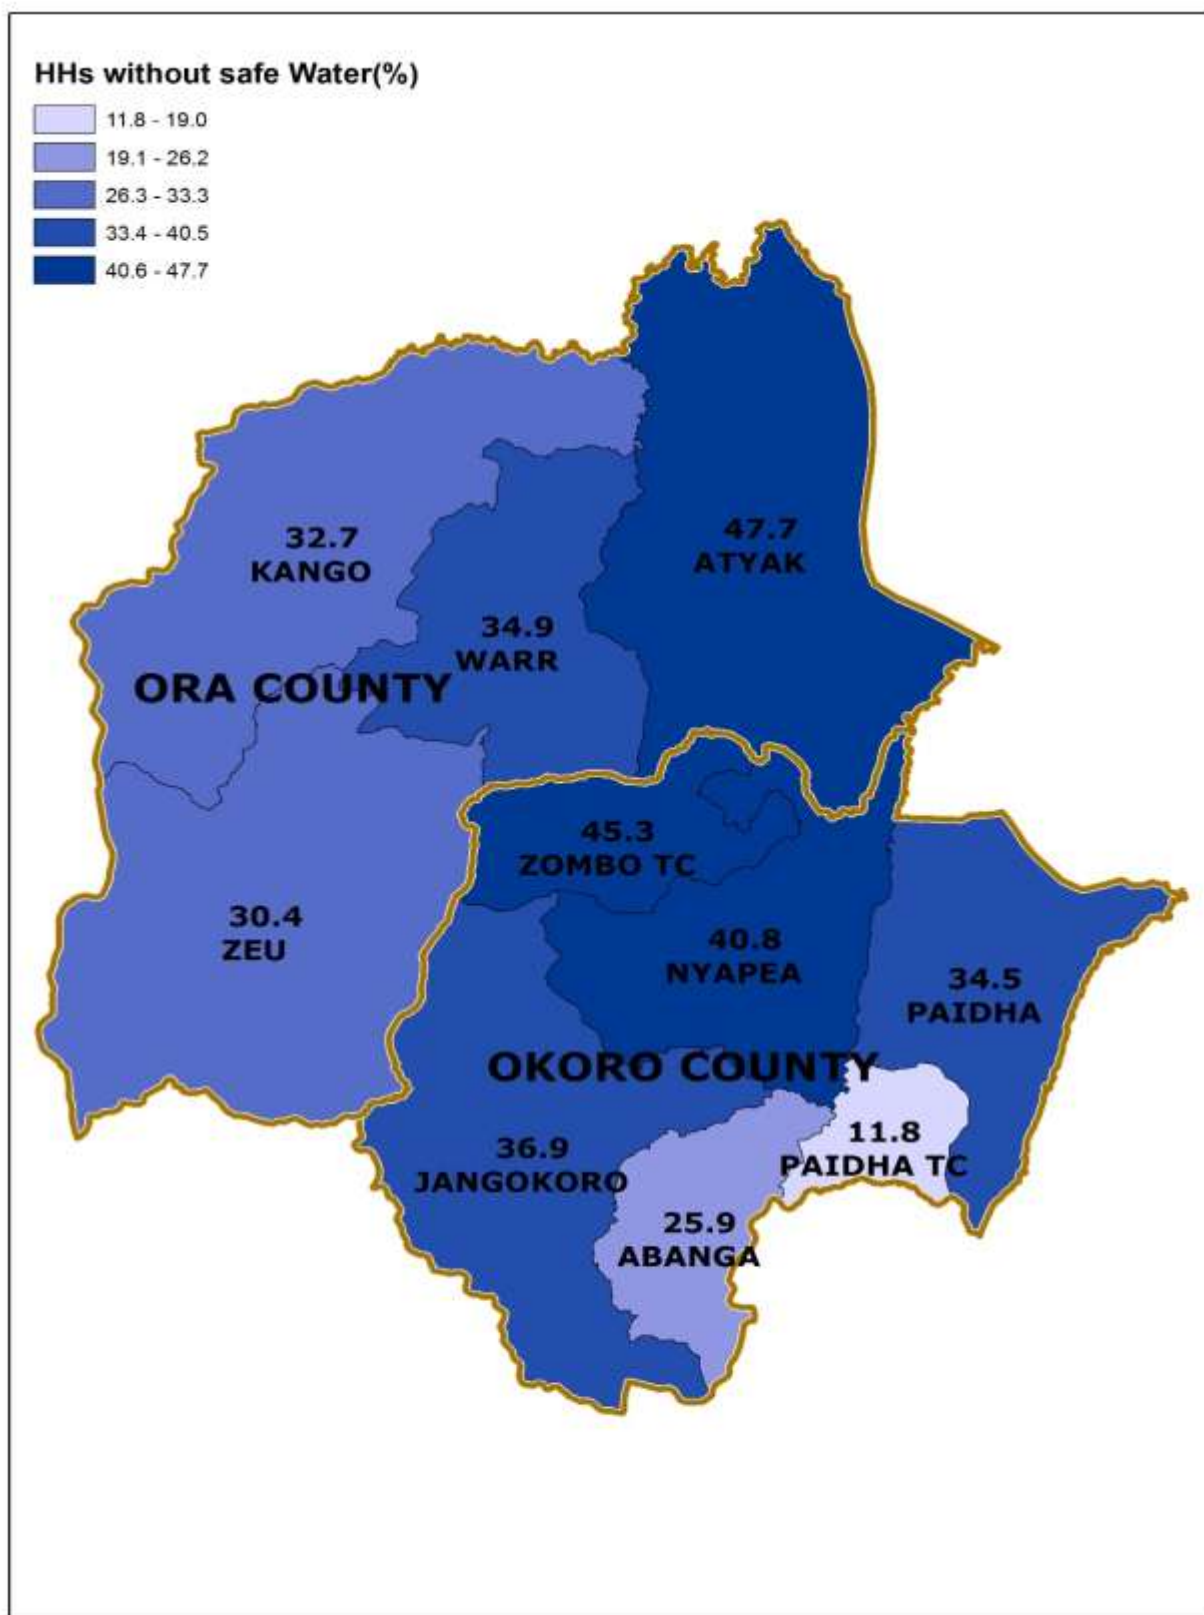 HHs without safe Water(%)
11.8 - 19.0
19.1 - 26.2
26.3 - 33.3
33.4 - 40.5
40.6 - 47.7
32.7
KANGO
47.7
ATYAK
34.9
WARR
ORA COUNTY
45.3
ZOMBO TC
30.4
ZEU
40.8
NYAPEA
34.5
PAIDHA
OKORO COUNTY
36.9
JANGOKORO
11.8
PAIDHA TC
25.9
ABANGA